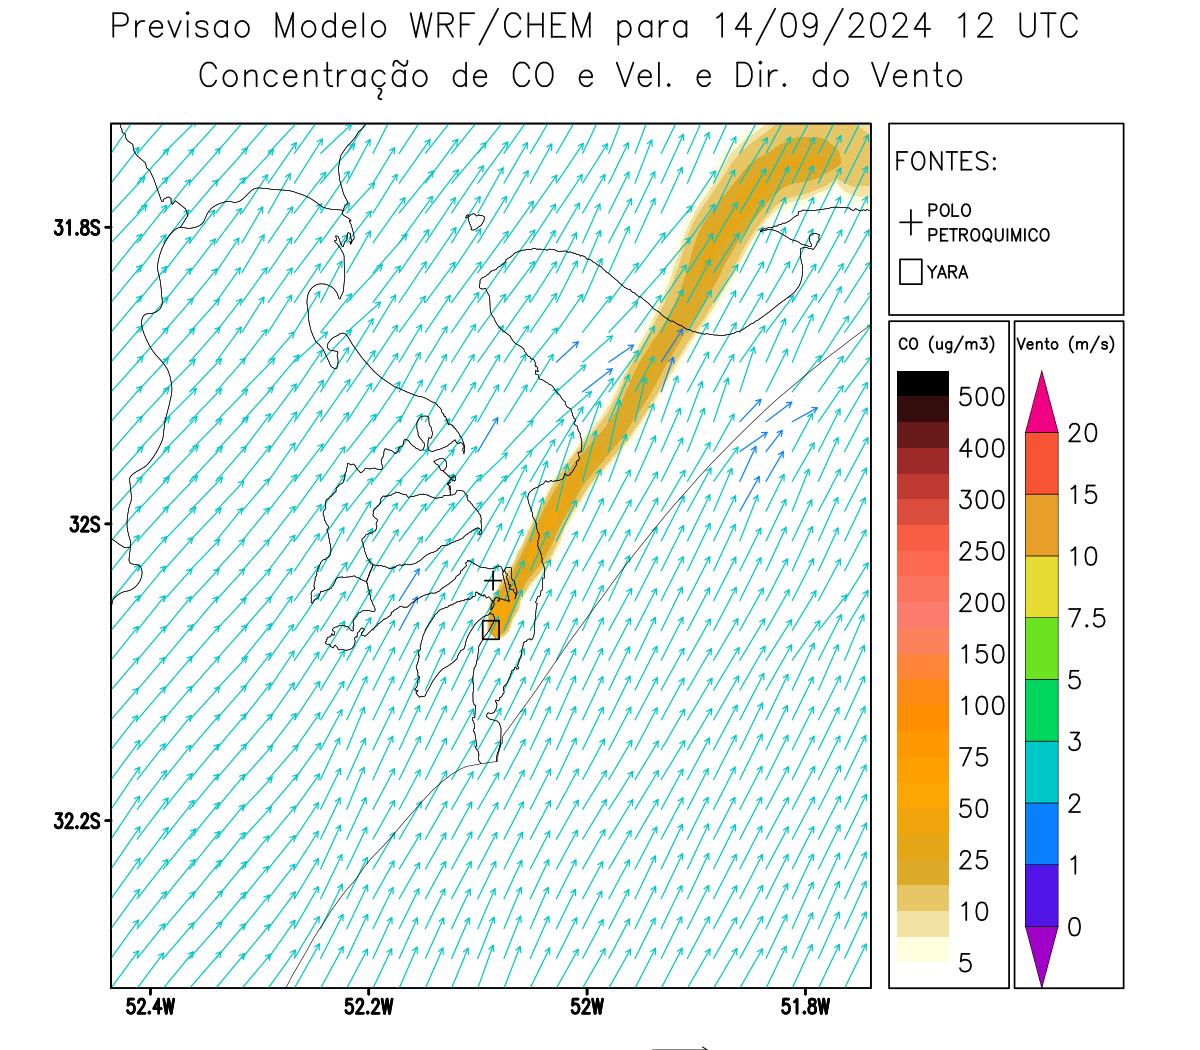 Previsao Modelo WRF/CHEM para 14/09/2024 12 UTC
Concentração de CO e Vel. e Dir. do Vento
FONTES:
POLO
PETROQUIMICO
YARA
CO (ug/m3)
500
400
300
250
200
150
100
75
50
25
10
5
Vento (m/s)
20
15
10
7.5
5
3
2
1
0
31.8S
32S
32.2S
52.4W
52.2W
52W
51.8W